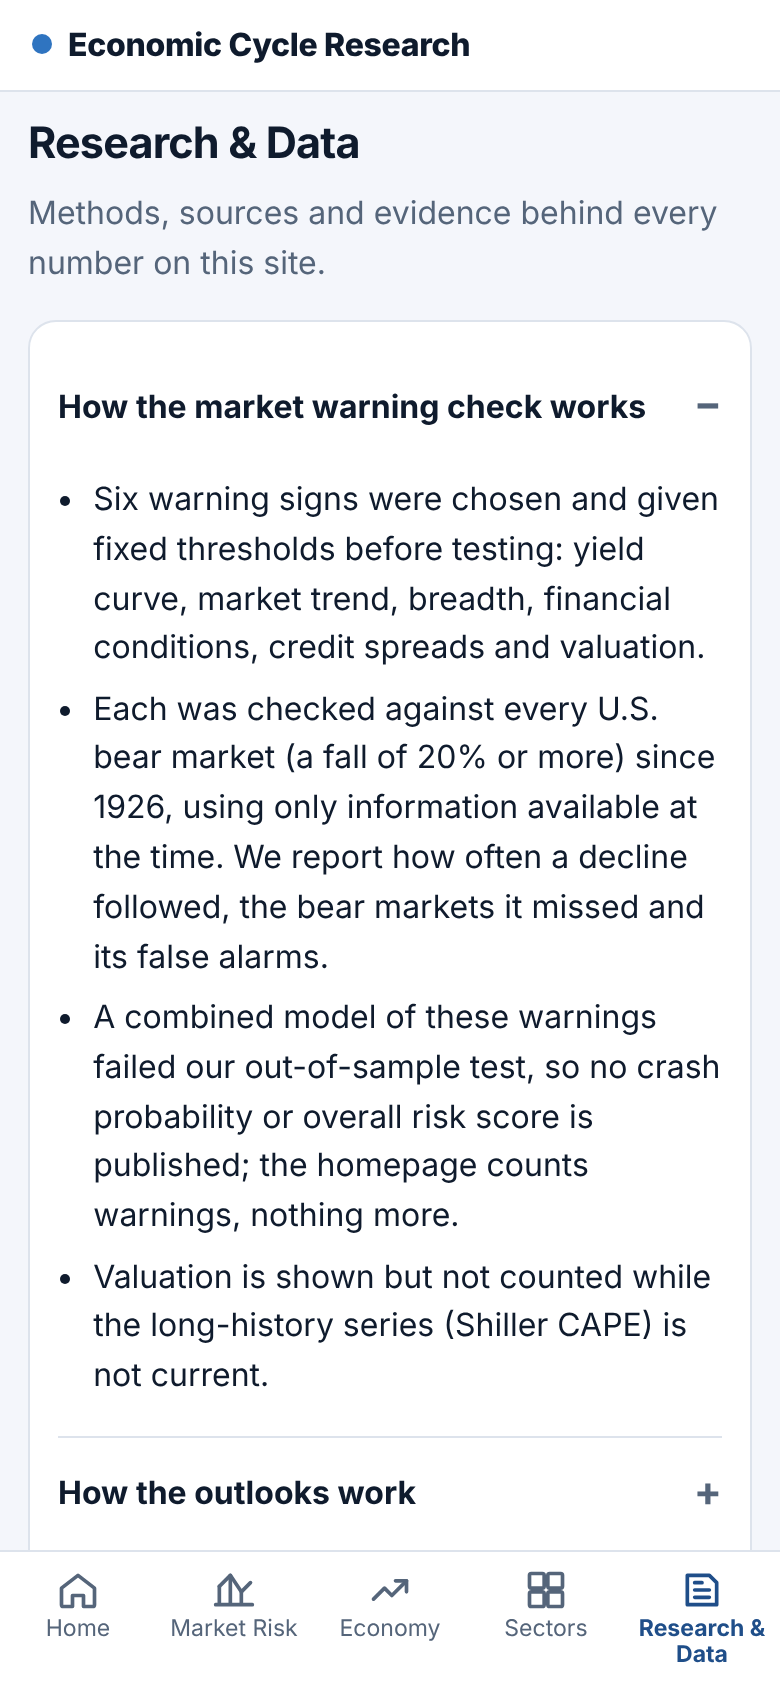 Economic Cycle Research
Research & Data
Methods, sources and evidence behind every
number on this site.
How the market warning check works
• Six warning signs were chosen and given
fixed thresholds before testing: yield
curve, market trend, breadth, financial
conditions, credit spreads and valuation.
• Each was checked against every U.S.
bear market (a fall of 20% or more) since
1926, using only information available at
the time. We report how often a decline
followed, the bear markets it missed and
its false alarms.
• A combined model of these warnings
failed our out-of-sample test, so no crash
probability or overall risk score is
published; the homepage counts
warnings, nothing more.
• Valuation is shown but not counted while
the long-history series (Shiller CAPE) is
not current.
How the outlooks work
Home
Market Risk
Economy
Sectors
Research &
Data